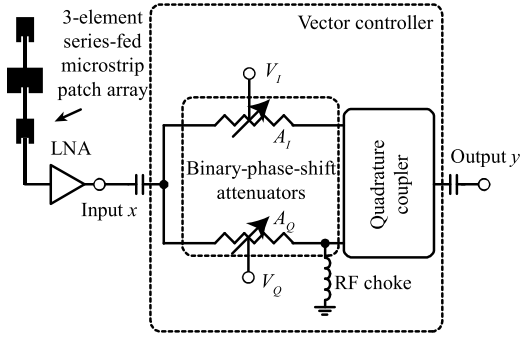 3-element
series-fed
microstrip
patch array
Vector controller
V_I
A_I
LNA
Binary-phase-shift
attenuators
Quadrature
coupler
Output y
Input x
A_Q
V_Q
RF choke